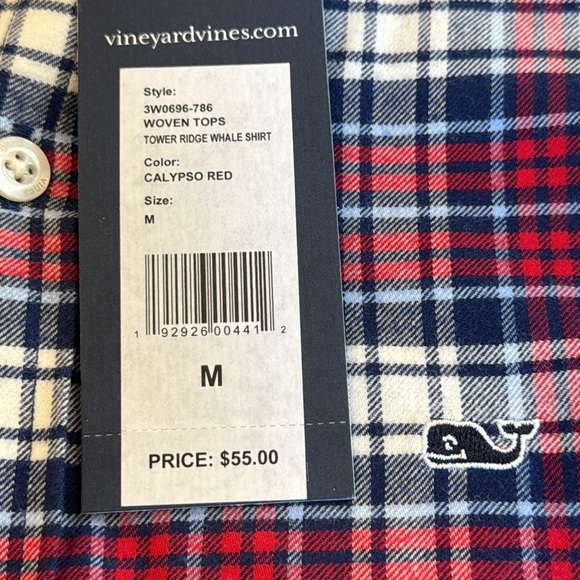 vineyardvines.com
Style:
3W0696-786
WOVEN TOPS
TOWER RIDGE WHALE SHIRT
Color:
CALYPSO RED
Size:
M
1 92926 00441 2
M
PRICE: $55.00